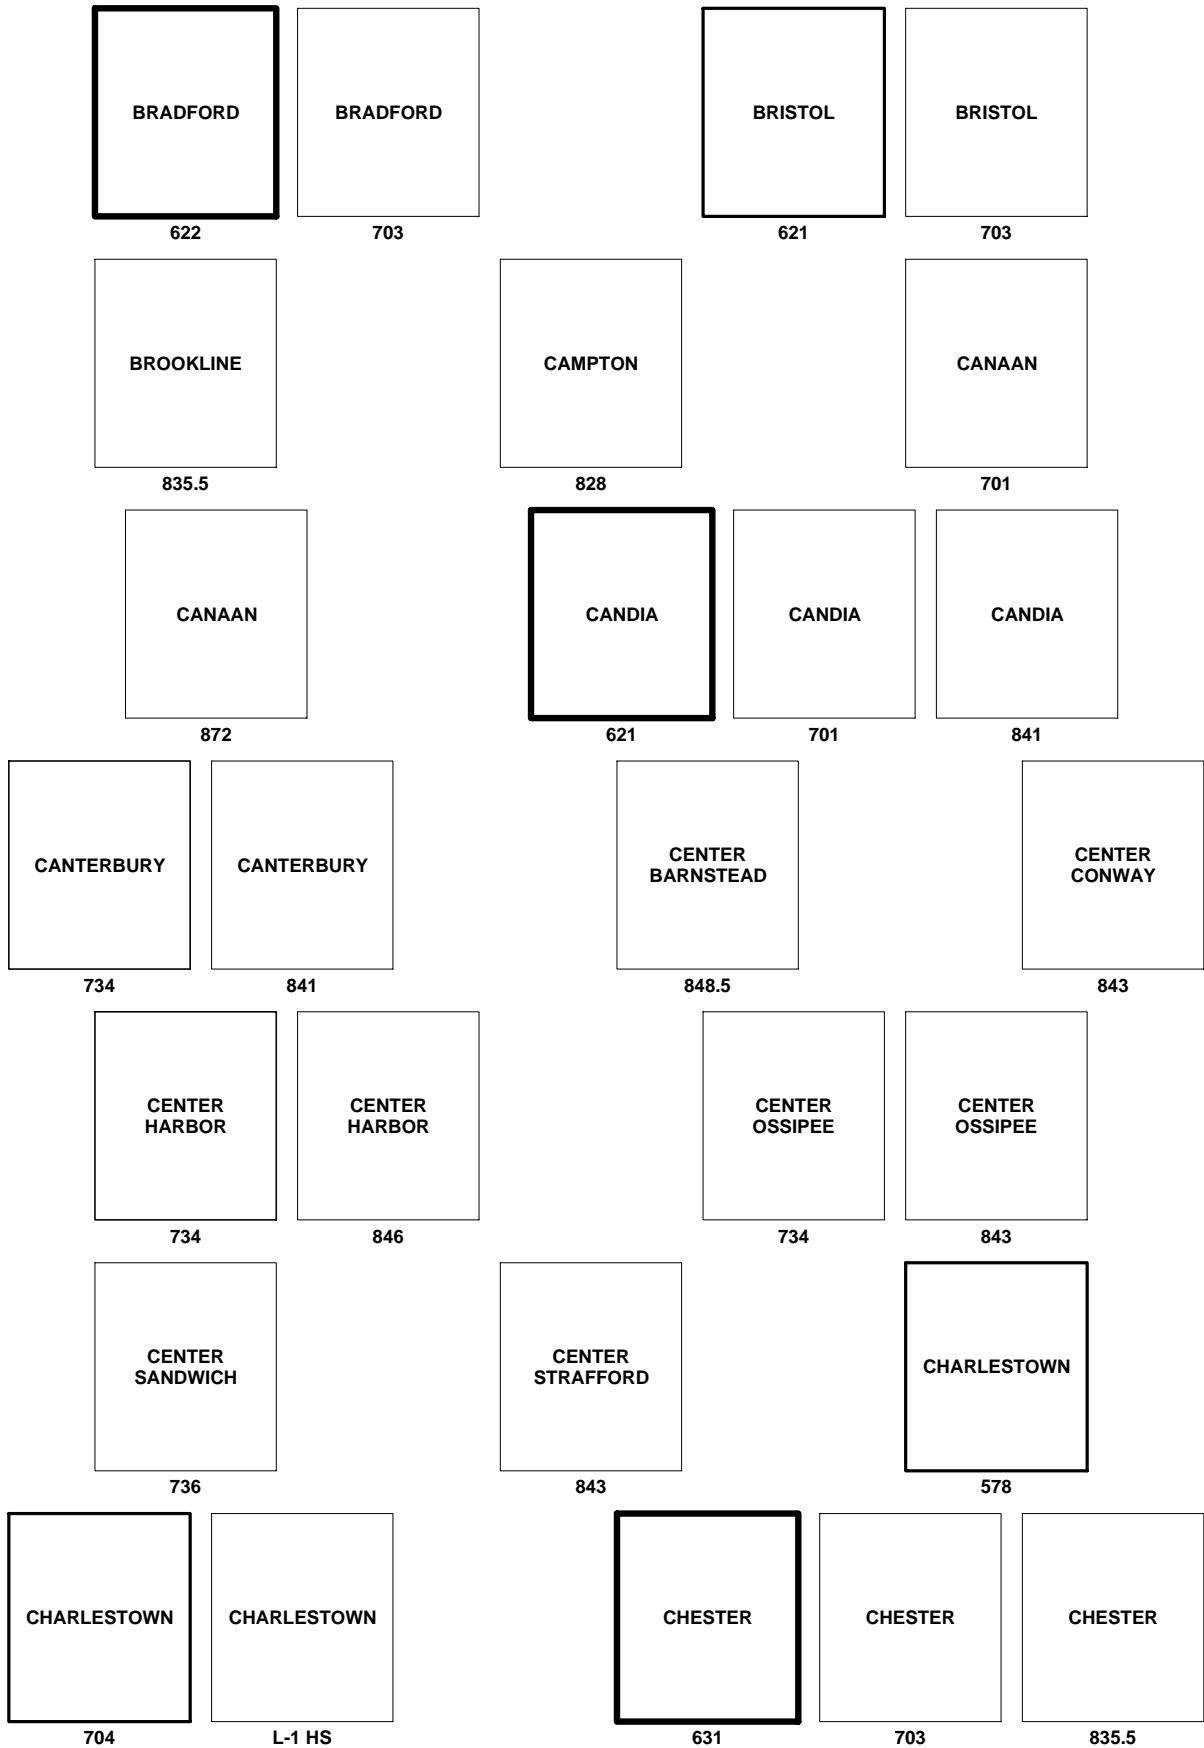 BRADFORD
622
BRADFORD
703
BRISTOL
621
BRISTOL
703
BROOKLINE
835.5
CAMPTON
828
CANAAN
701
CANAAN
872
CANDIA
621
CANDIA
701
CANDIA
841
CANTERBURY
734
CANTERBURY
841
CENTER
BARNSTEAD
848.5
CENTER
CONWAY
843
CENTER
HARBOR
734
CENTER
HARBOR
846
CENTER
OSSIPEE
734
CENTER
OSSIPEE
843
CENTER
SANDWICH
736
CENTER
STRAFFORD
843
CHARLESTOWN
578
CHARLESTOWN
704
CHARLESTOWN
L-1 HS
CHESTER
631
CHESTER
703
CHESTER
835.5